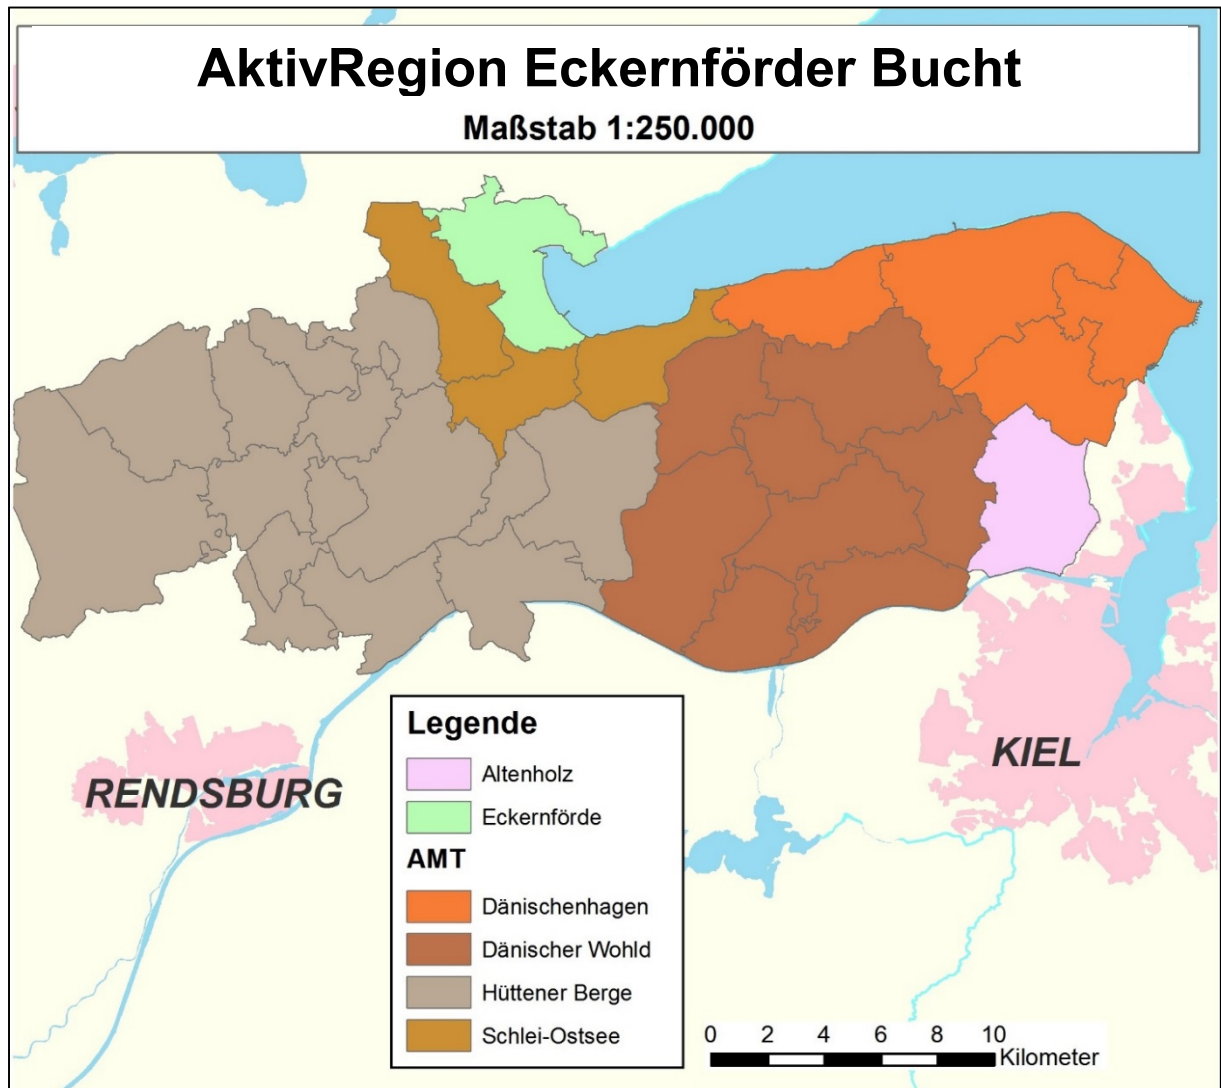 AktivRegion Eckernförder Bucht
Maßstab 1:250.000
RENDSBURG
KIEL
Legende
Altenholz
Eckernförde
AMT
Dänischenhagen
Dänischer Wohld
Hüttener Berge
Schlei-Ostsee
0 2 4 6 8 10
Kilometer